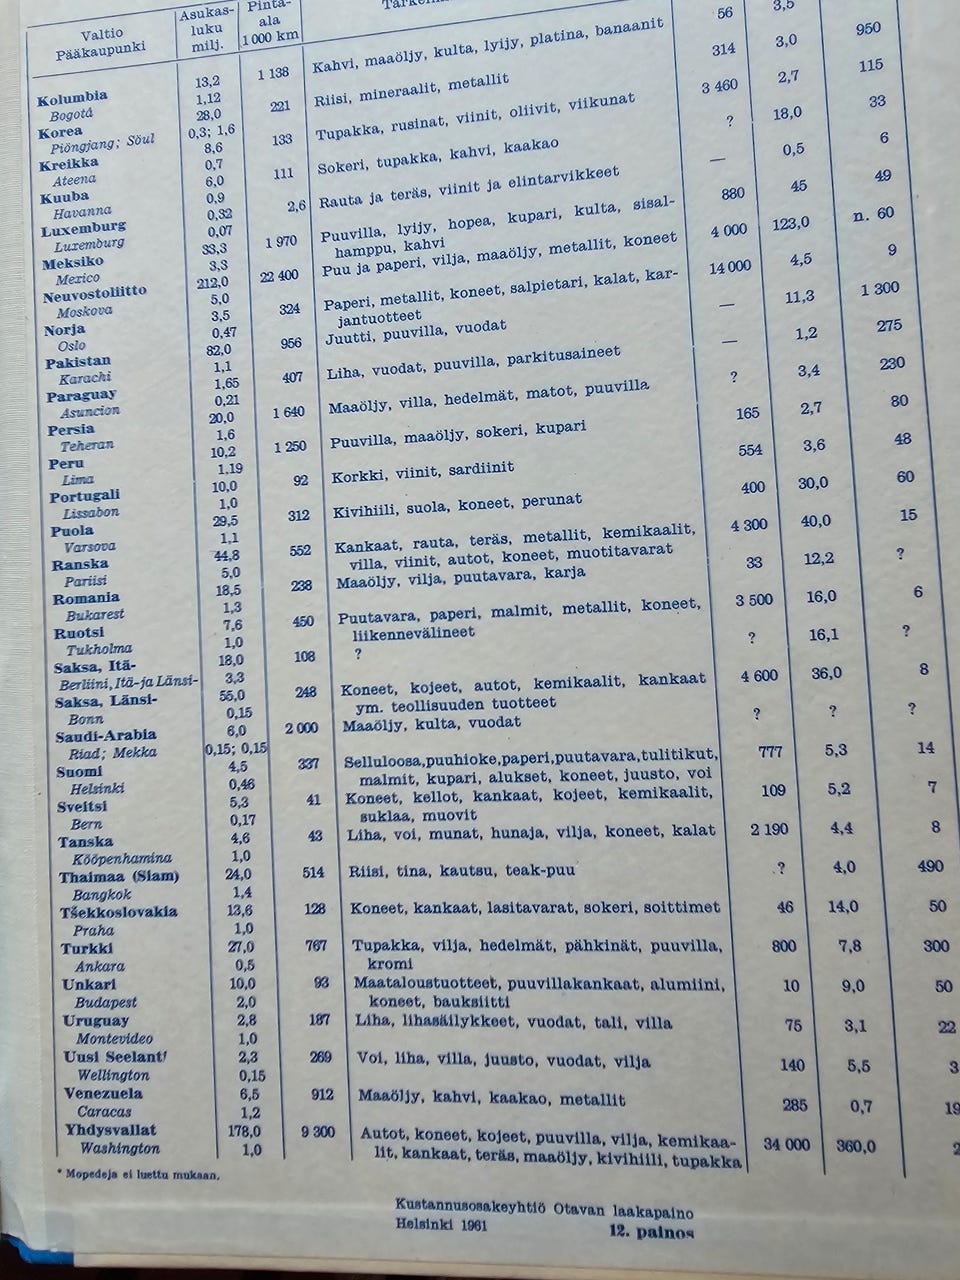 Valtio
Pääkaupunki
Asukas-
luku
milj.
Pinta-
ala
1 000 km
Kolumbia 13,2 1 138 Kahvi, maaöljy, kulta, lyijy, platina, banaanit 56 3,5
Bogotá 1,12
Korea 28,0 221 Riisi, mineraalit, metallit 314 3,0 950
Piöngjang; Söul 0,3; 1,6
Kreikka 8,6 133 Tupakka, rusinat, viinit, oliivit, viikunat 3 460 2,7 115
Ateena 0,7
Kuuba 6,0 111 Sokeri, tupakka, kahvi, kaakao ? 18,0 33
Havanna 0,9
Luxemburg 0,32 2,6 Rauta ja teräs, viinit ja elintarvikkeet — 0,5 6
Luxemburg 0,07
Meksiko 33,3 1 970 Puuvilla, lyijy, hopea, kupari, kulta, sisal- 880 45 49
Mexico 3,3 hamppu, kahvi
Neuvostoliitto 212,0 22 400 Puu ja paperi, vilja, maaöljy, metallit, koneet 4 000 123,0 n. 60
Moskova 5,0
Norja 3,5 324 Paperi, metallit, koneet, salpietari, kalat, kar- 14 000 4,5 9
Oslo 0,47 jantuotteet
Pakistan 82,0 956 Juutti, puuvilla, vuodat — 11,3 1 300
Karachi 1,1
Paraguay 1,65 407 Liha, vuodat, puuvilla, parkitusaineet — 1,2 275
Asuncion 0,21
Persia 20,0 1 640 Maaöljy, villa, hedelmät, matot, puuvilla ? 3,4 230
Teheran 1,6
Peru 10,2 1 250 Puuvilla, maaöljy, sokeri, kupari 165 2,7 80
Lima 1,19
Portugali 10,0 92 Korkki, viinit, sardiinit 554 3,6 48
Lissabon 1,0
Puola 29,5 312 Kivihiili, suola, koneet, perunat 400 30,0 60
Varsova 1,1
Ranska 44,8 552 Kankaat, rauta, teräs, metallit, kemikaalit, 4 300 40,0 15
Pariisi 5,0 villa, viinit, autot, koneet, muotitavarat
Romania 18,5 238 Maaöljy, vilja, puutavara, karja 33 12,2 ?
Bukarest 1,3
Ruotsi 7,6 450 Puutavara, paperi, malmit, metallit, koneet, 3 500 16,0 6
Tukholma 1,0 liikennevälineet
Saksa, Itä- 18,0 108 ? ? 16,1 ?
Berliini, Itä-ja Länsi- 3,3
Saksa, Länsi- 55,0 248 Koneet, kojeet, autot, kemikaalit, kankaat 4 600 36,0 8
Bonn 0,15 ym. teollisuuden tuotteet
Saudi-Arabia 6,0 2 000 Maaöljy, kulta, vuodat ? ? ?
Riad; Mekka 0,15; 0,15
Suomi 4,5 337 Selluloosa,puuhioke,paperi,puutavara,tulitikut, 777 5,3 14
Helsinki 0,46 malmit, kupari, alukset, koneet, juusto, voi
Sveitsi 5,3 41 Koneet, kellot, kankaat, kojeet, kemikaalit, 109 5,2 7
Bern 0,17 suklaa, muovit
Tanska 4,6 43 Liha, voi, munat, hunaja, vilja, koneet, kalat 2 190 4,4 8
Kööpenhamina 1,0
Thaimaa (Siam) 24,0 514 Riisi, tina, kautsu, teak-puu ? 4,0 490
Bangkok 1,4
Tšekkoslovakia 13,6 128 Koneet, kankaat, lasitavarat, sokeri, soittimet 46 14,0 50
Praha 1,0
Turkki 27,0 767 Tupakka, vilja, hedelmät, pähkinät, puuvilla, 800 7,8 300
Ankara 0,5 kromi
Unkari 10,0 93 Maataloustuotteet, puuvillakankaat, alumiini, 10 9,0 50
Budapest 2,0 koneet, bauksiitti
Uruguay 2,8 187 Liha, lihasäilykkeet, vuodat, tali, villa 75 3,1 22
Montevideo 1,0
Uusi Seelanti 2,3 269 Voi, liha, villa, juusto, vuodat, vilja 140 5,5
Wellington 0,15
Venezuela 6,5 912 Maaöljy, kahvi, kaakao, metallit 285 0,7
Caracas 1,2
Yhdysvallat 178,0 9 300 Autot, koneet, kojeet, puuvilla, vilja, kemikaa- 34 000 360,0
Washington 1,0 lit, kankaat, teräs, maaöljy, kivihiili, tupakka
* Mopedeja ei luettu mukaan.
Kustannusosakeyhtiö Otavan laakapaino
Helsinki 1961 12. painos